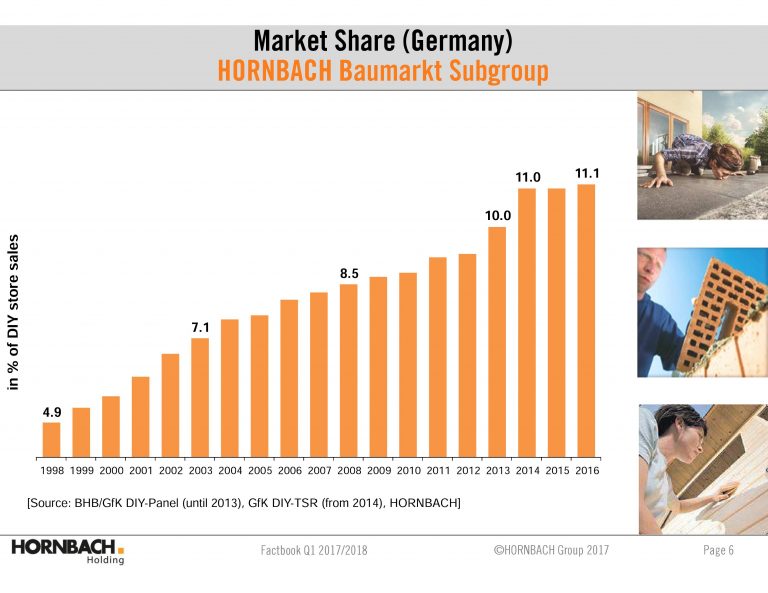 Market Share (Germany)
HORNBACH Baumarkt Subgroup
in % of DIY store sales
4.9
7.1
8.5
10.0
11.0
11.1
1998 1999 2000 2001 2002 2003 2004 2005 2006 2007 2008 2009 2010 2011 2012 2013 2014 2015 2016
[Source: BHB/GfK DIY-Panel (until 2013), GfK DIY-TSR (from 2014), HORNBACH]
HORNBACH
Holding
Factbook Q1 2017/2018 ©HORNBACH Group 2017 Page 6